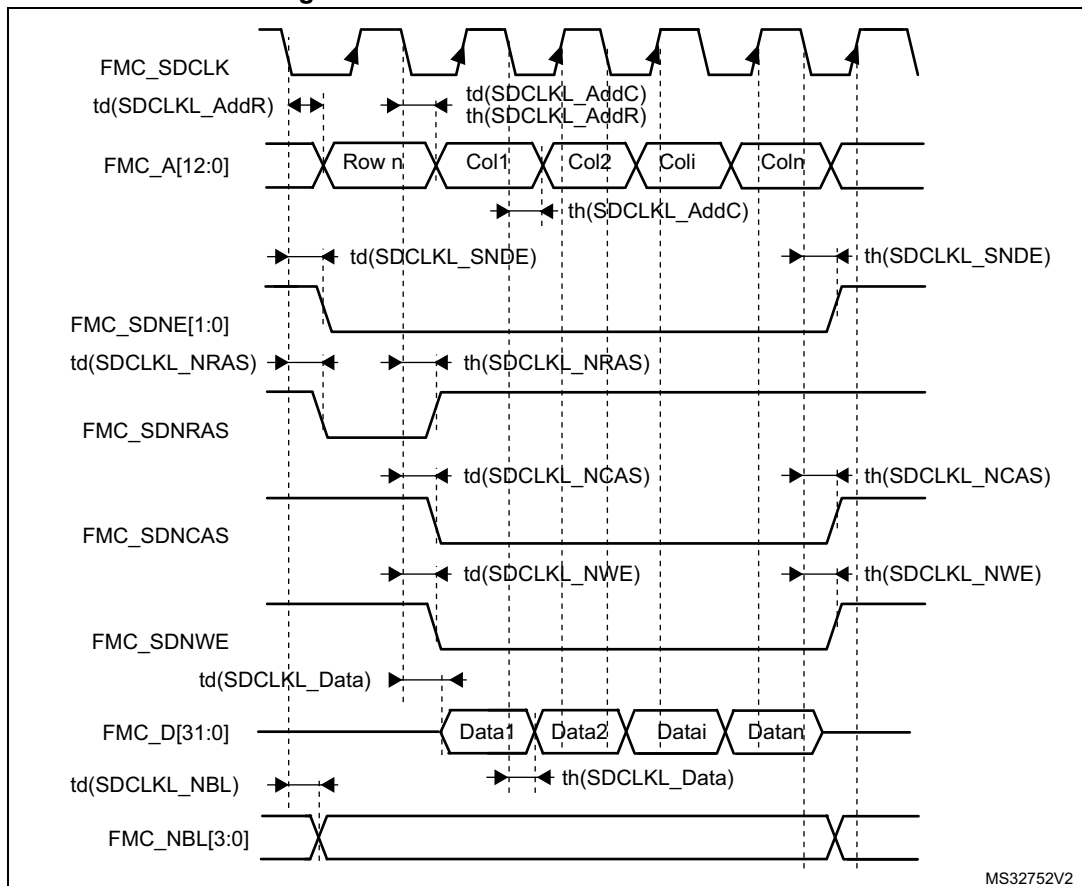 FMC_SDCLK
td(SDCLKL_AddR)
td(SDCLKL_AddC)
th(SDCLKL_AddR)
FMC_A[12:0]
Row n
Col1
Col2
Coli
Coln
th(SDCLKL_AddC)
td(SDCLKL_SNDE)
th(SDCLKL_SNDE)
FMC_SDNE[1:0]
td(SDCLKL_NRAS)
th(SDCLKL_NRAS)
FMC_SDNRAS
td(SDCLKL_NCAS)
th(SDCLKL_NCAS)
FMC_SDNCAS
td(SDCLKL_NWE)
th(SDCLKL_NWE)
FMC_SDNWE
td(SDCLKL_Data)
FMC_D[31:0]
Data1
Data2
Datai
Datan
th(SDCLKL_Data)
td(SDCLKL_NBL)
FMC_NBL[3:0]
MS32752V2